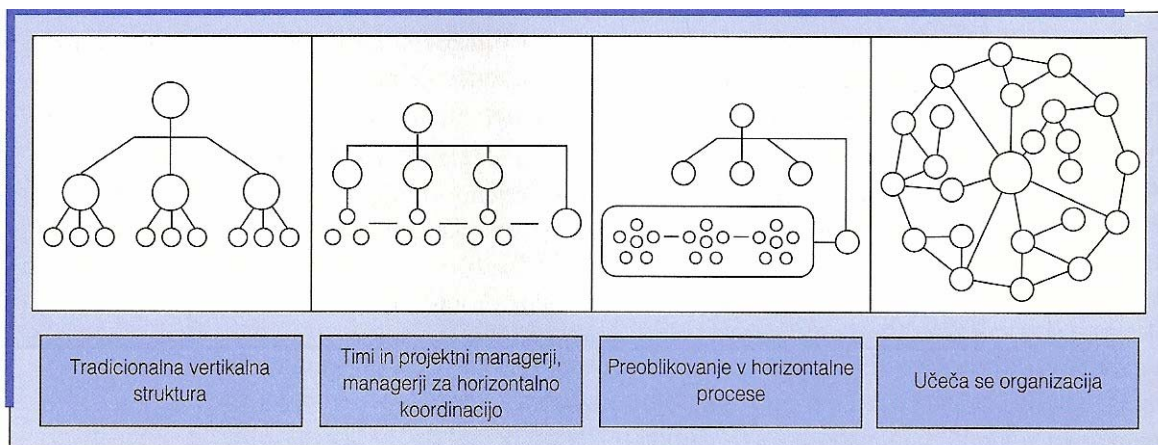 Tradicionalna vertikalna
struktura
Timi in projektni managerji,
managerji za horizontalno
koordinacijo
Preoblikovanje v horizontalne
procese
Učeča se organizacija